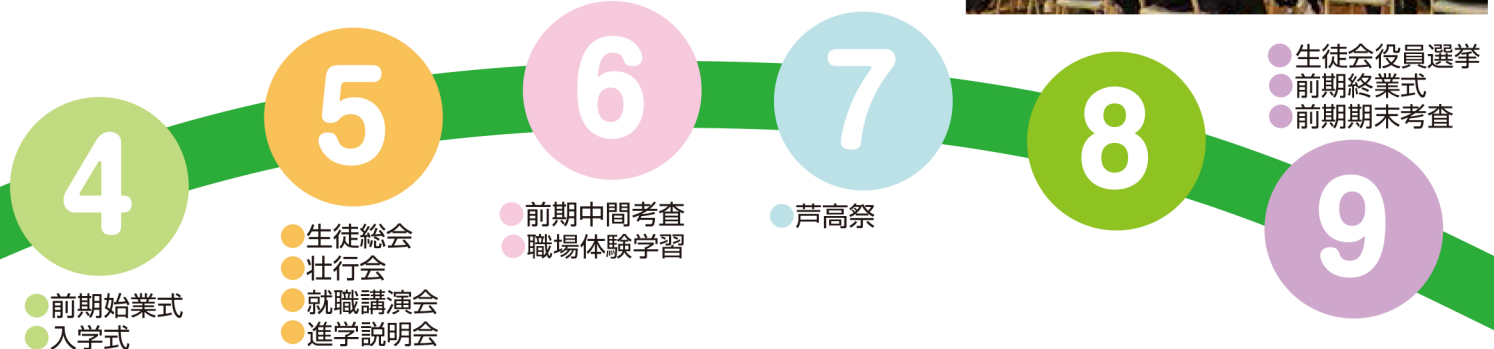 4
前期始業式
入学式
5
生徒総会
壮行会
就職講演会
進学説明会
6
前期中間考査
職場体験学習
7
芦高祭
8
生徒会役員選挙
前期終業式
前期期末考査
9